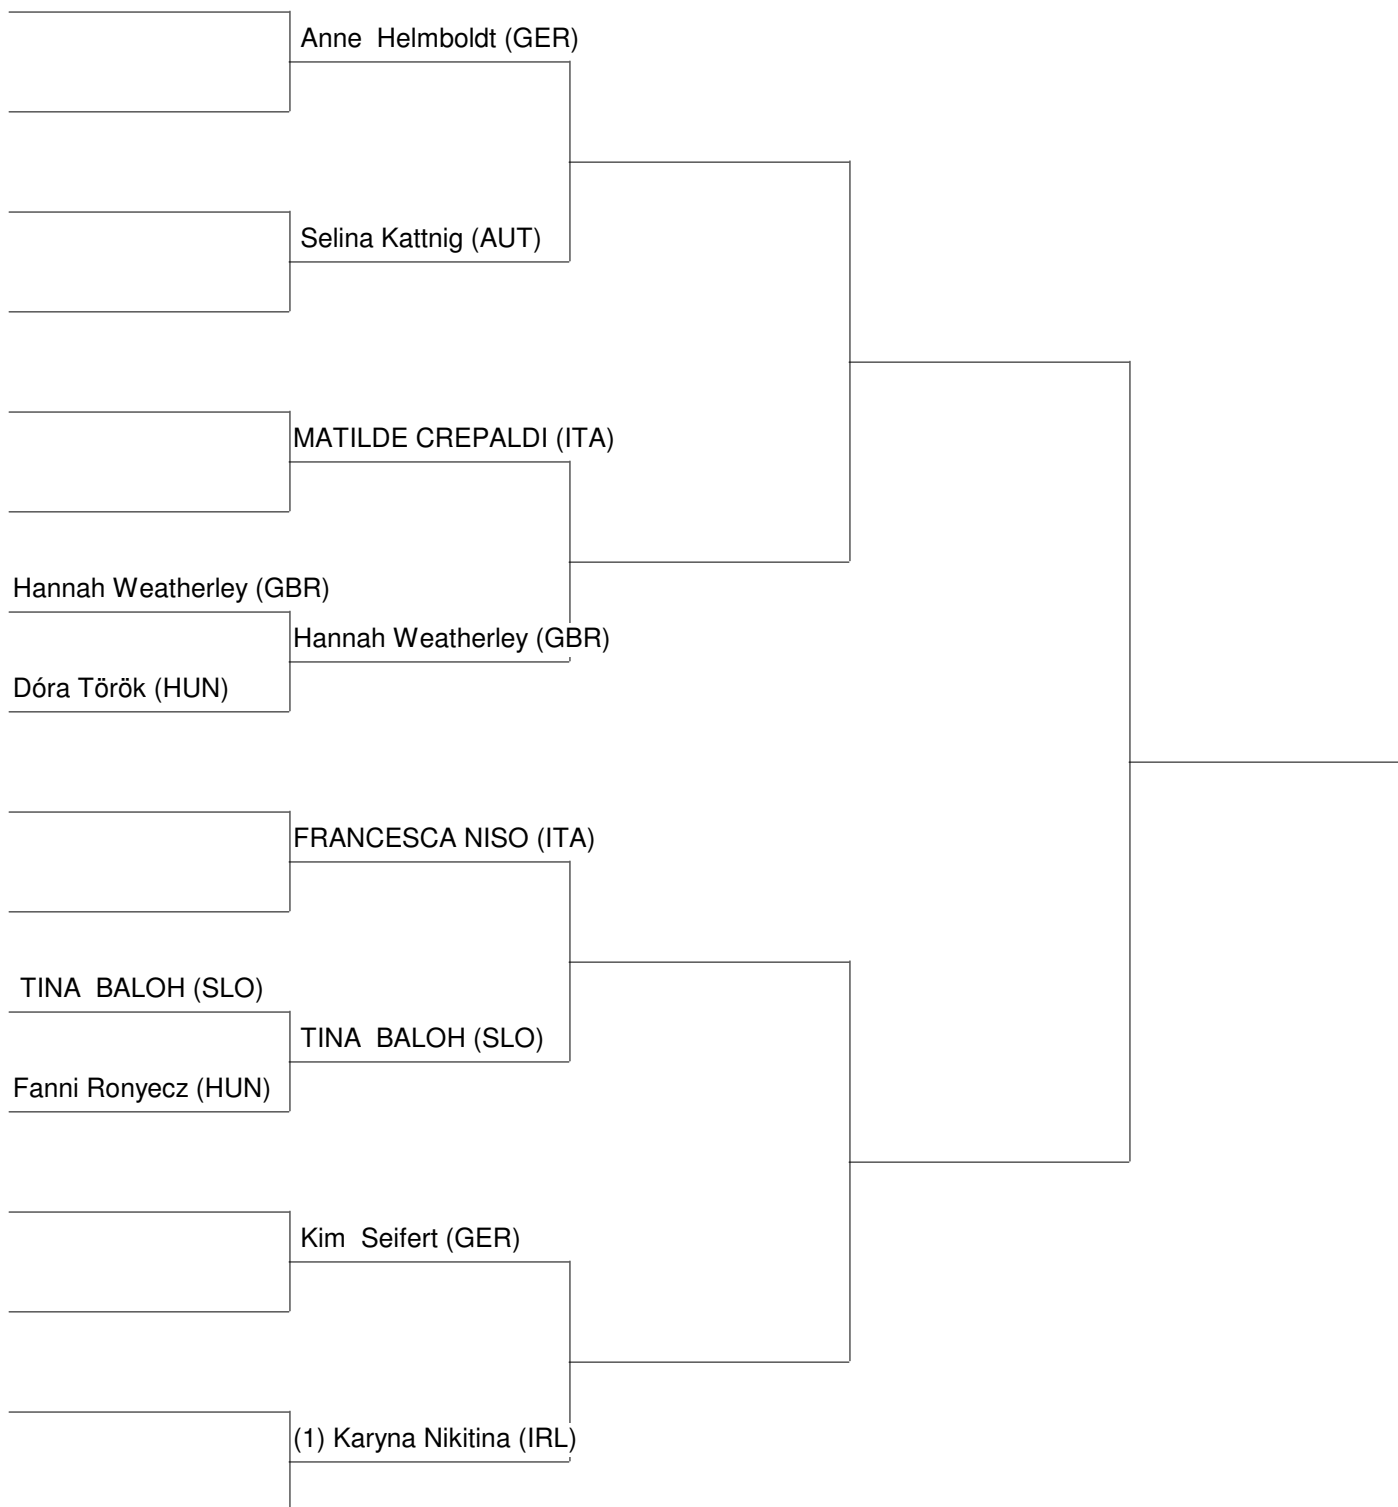 Anne  Helmboldt (GER)
Selina Kattnig (AUT)
MATILDE CREPALDI (ITA)
Hannah Weatherley (GBR)
Hannah Weatherley (GBR)
Dóra Török (HUN)
FRANCESCA NISO (ITA)
TINA  BALOH (SLO)
TINA  BALOH (SLO)
Fanni Ronyecz (HUN)
Kim  Seifert (GER)
(1) Karyna Nikitina (IRL)